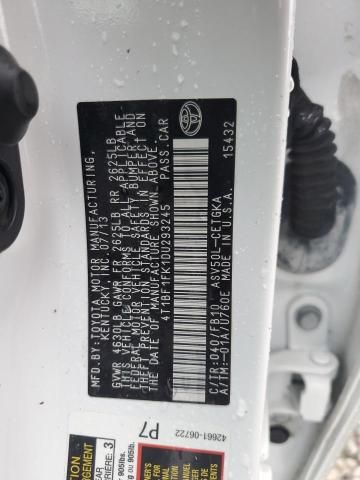 MFD.BY:TOYOTA MOTOR MANUFACTURING,
KENTUCKY,INC. 07/13
GVWR 4630LB GAWR FR 2625LB RR 2625LB
THIS VEHICLE CONFORMS TO ALL APPLICABLE
FEDERAL MOTOR VEHICLE SAFETY, BUMPER, AND
THEFT PREVENTION STANDARDS IN EFFECT ON
THE DATE OF MANUFACTURE SHOWN ABOVE.
4T1BF1FK1DU293245 PASS.CAR
15432
C/TR:040/FB10 ASV50L-CETGKA
A/TM:-01A/U760E MADE IN U.S.A.
42661-06722
P7
3
905lbs.
905lb.